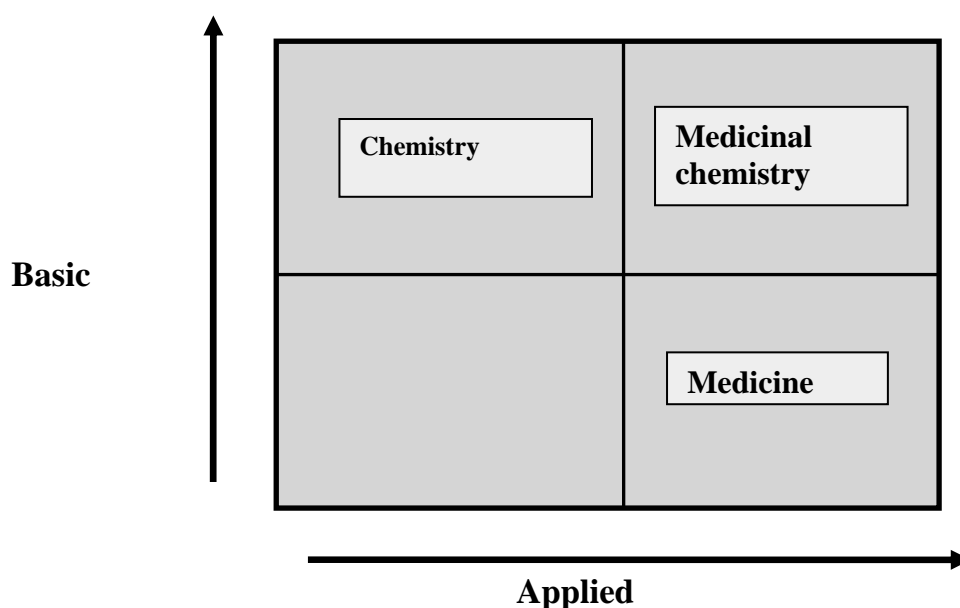 Chemistry
Medicinal
chemistry
Basic
Medicine
Applied